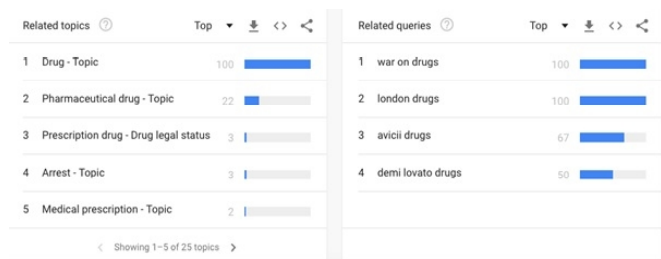 Related topics ? Top <>
1 Drug - Topic 100
2 Pharmaceutical drug - Topic 22
3 Prescription drug - Drug legal status 3
4 Arrest - Topic 3
5 Medical prescription - Topic 2
< Showing 1–5 of 25 topics >
Related queries ? Top <>
1 war on drugs 100
2 london drugs 100
3 avicii drugs 67
4 demi lovato drugs 50